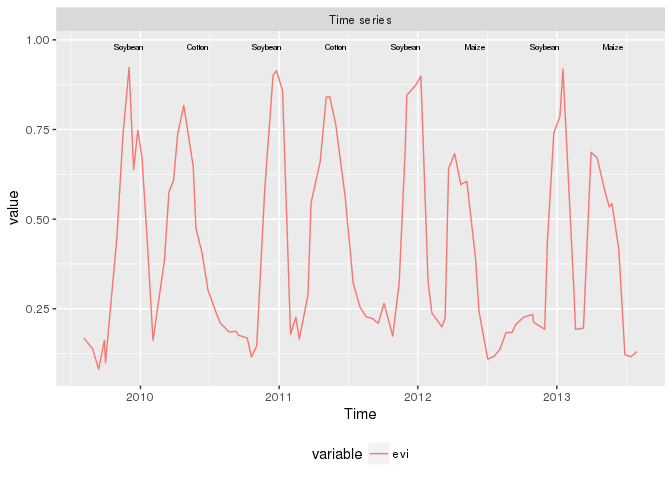 Time series
1.00
Soybean Cotton Soybean Cotton Soybean Maize Soybean Maize
0.75
value
0.50
0.25
2010 2011 2012 2013
Time
variable evi